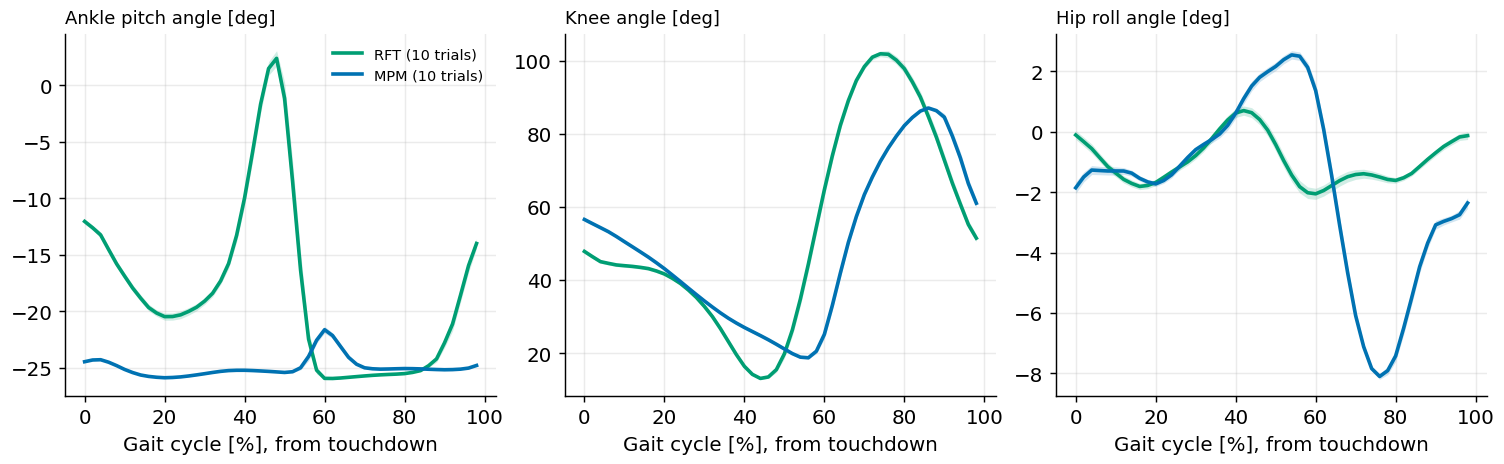 Ankle pitch angle [deg]
RFT (10 trials)
MPM (10 trials)
0
−5
−10
−15
−20
−25
0 20 40 60 80 100
Gait cycle [%], from touchdown
Knee angle [deg]
100
80
60
40
20
0 20 40 60 80 100
Gait cycle [%], from touchdown
Hip roll angle [deg]
2
0
−2
−4
−6
−8
0 20 40 60 80 100
Gait cycle [%], from touchdown